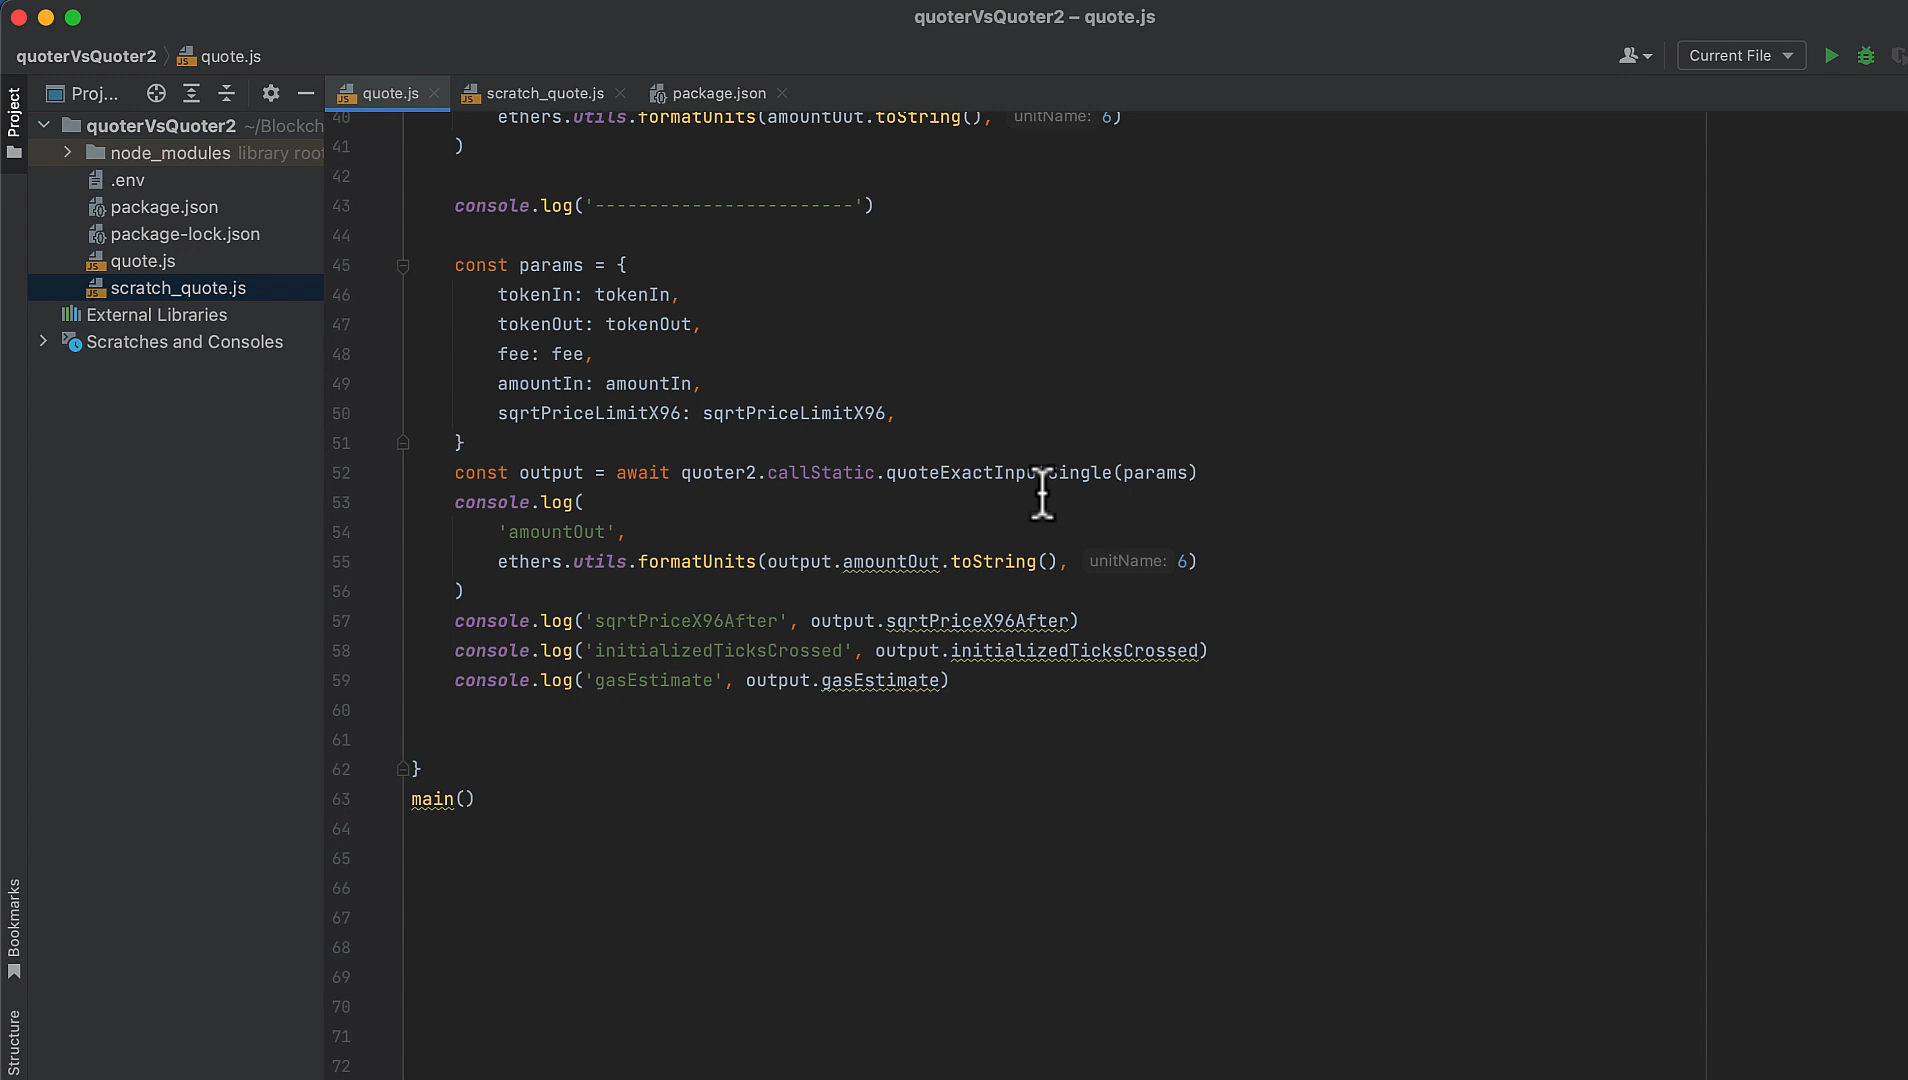 quoterVsQuoter2 – quote.js
quoterVsQuoter2
quote.js
Current File
Project
Proj...
quote.js
scratch_quote.js
package.json
quoterVsQuoter2 ~/Blockch
node_modules library root
.env
package.json
package-lock.json
quote.js
scratch_quote.js
External Libraries
Scratches and Consoles
Bookmarks
Structure
40 ethers.utils.formatUnits(amountOut.toString(), unitName: 6)
41 )
42
43 console.log('------------------------')
44
45 const params = {
46 tokenIn: tokenIn,
47 tokenOut: tokenOut,
48 fee: fee,
49 amountIn: amountIn,
50 sqrtPriceLimitX96: sqrtPriceLimitX96,
51 }
52 const output = await quoter2.callStatic.quoteExactInputSingle(params)
53 console.log(
54 'amountOut',
55 ethers.utils.formatUnits(output.amountOut.toString(), unitName: 6)
56 )
57 console.log('sqrtPriceX96After', output.sqrtPriceX96After)
58 console.log('initializedTicksCrossed', output.initializedTicksCrossed)
59 console.log('gasEstimate', output.gasEstimate)
60
61
62 }
63 main()
64
65
66
67
68
69
70
71
72